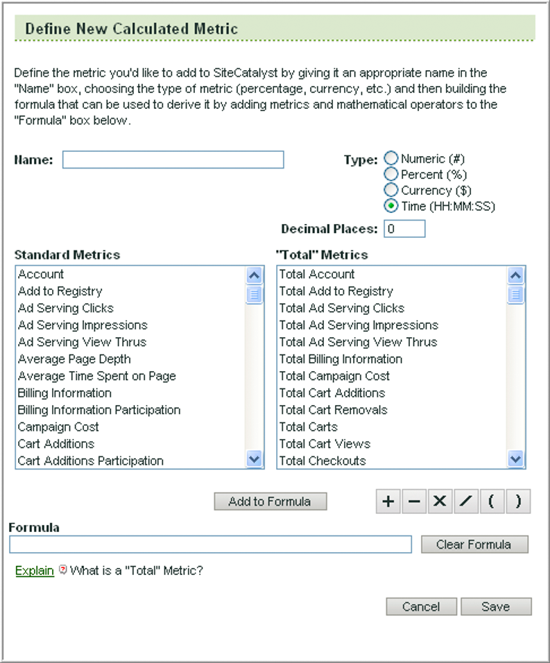 Define New Calculated Metric
Define the metric you'd like to add to SiteCatalyst by giving it an appropriate name in the
"Name" box, choosing the type of metric (percentage, currency, etc.) and then building the
formula that can be used to derive it by adding metrics and mathematical operators to the
"Formula" box below.
Name:
Type:
Numeric (#)
Percent (%)
Currency ($)
Time (HH:MM:SS)
Decimal Places: 0
Standard Metrics
Account
Add to Registry
Ad Serving Clicks
Ad Serving Impressions
Ad Serving View Thrus
Average Page Depth
Average Time Spent on Page
Billing Information
Billing Information Participation
Campaign Cost
Cart Additions
Cart Additions Participation
"Total" Metrics
Total Account
Total Add to Registry
Total Ad Serving Clicks
Total Ad Serving Impressions
Total Ad Serving View Thrus
Total Billing Information
Total Campaign Cost
Total Cart Additions
Total Cart Removals
Total Carts
Total Cart Views
Total Checkouts
Add to Formula
+ − X / ( )
Formula
Clear Formula
Explain ? What is a "Total" Metric?
Cancel Save